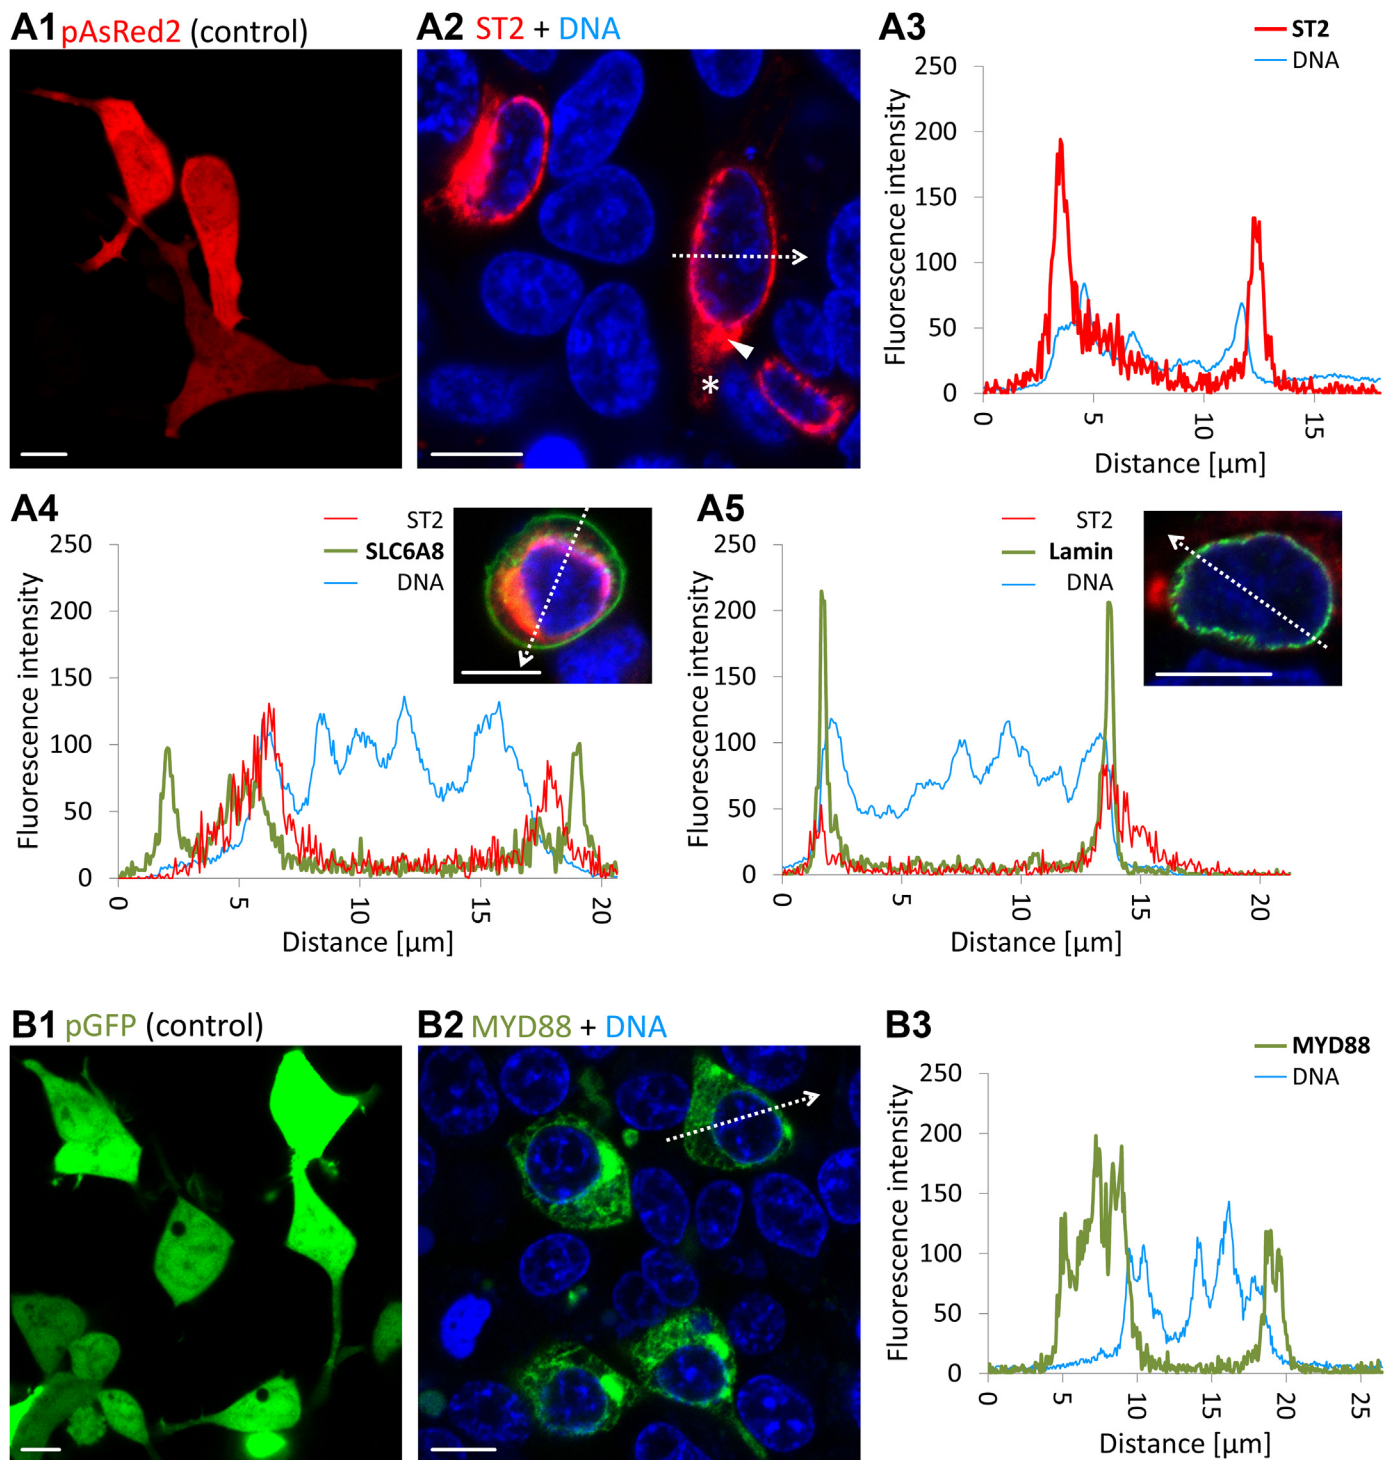 A1 pAsRed2 (control)
A2 ST2 + DNA
*
A3
ST2
DNA
250
200
150
100
50
0
Fluorescence intensity
0 5 10 15
Distance [µm]
A4
ST2
SLC6A8
DNA
250
200
150
100
50
0
Fluorescence intensity
0 5 10 15 20
Distance [µm]
A5
ST2
Lamin
DNA
250
200
150
100
50
0
Fluorescence intensity
0 5 10 15 20
Distance [µm]
B1 pGFP (control)
B2 MYD88 + DNA
B3
MYD88
DNA
250
200
150
100
50
0
Fluorescence intensity
0 5 10 15 20 25
Distance [µm]